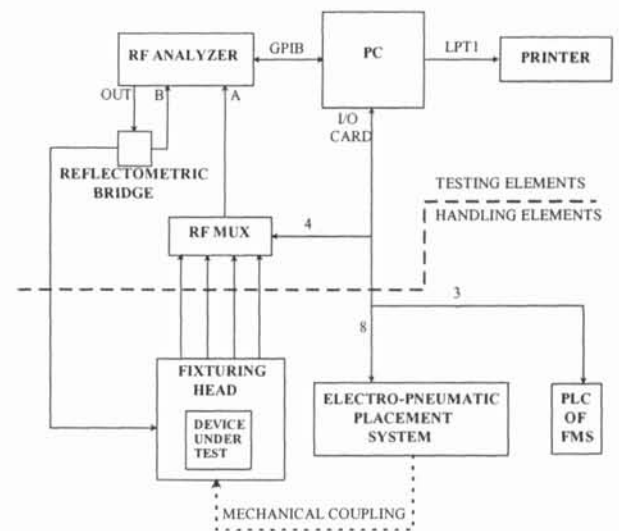 RF ANALYZER
GPIB
PC
LPT1
PRINTER
OUT
B
A
I/O
CARD
REFLECTOMETRIC
BRIDGE
TESTING ELEMENTS
HANDLING ELEMENTS
RF MUX
4
3
8
FIXTURING
HEAD
DEVICE
UNDER
TEST
ELECTRO-PNEUMATIC
PLACEMENT
SYSTEM
PLC
OF
FMS
MECHANICAL COUPLING